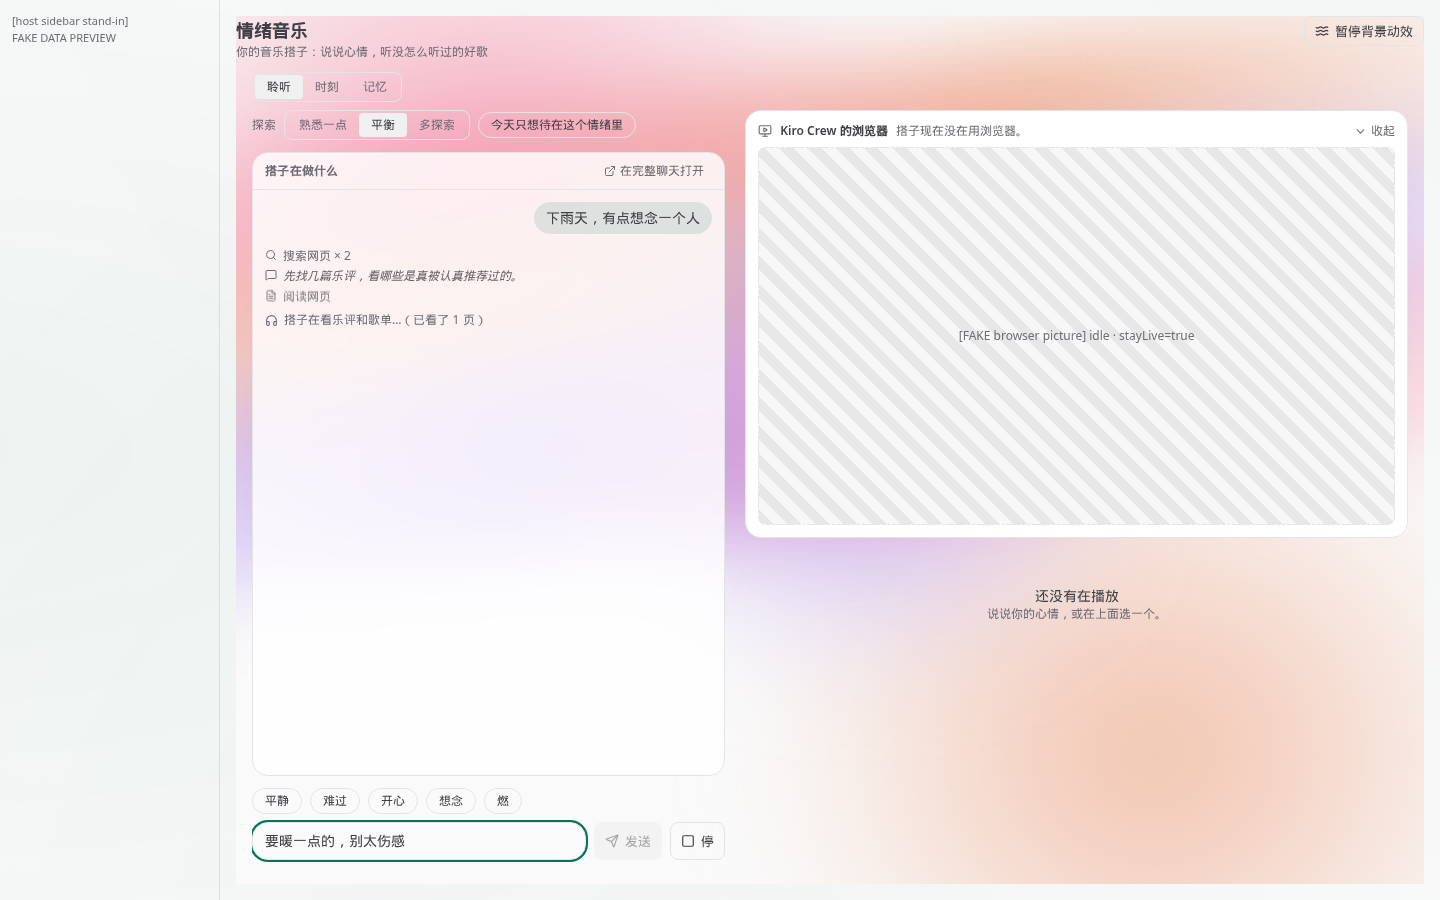 [host sidebar stand-in]
FAKE DATA PREVIEW
情绪音乐
你的音乐搭子：说说心情，听没怎么听过的好歌
暂停背景动效
聆听 时刻 记忆
探索 熟悉一点 平衡 多探索 今天只想待在这个情绪里
搭子在做什么 在完整聊天打开
下雨天，有点想念一个人
搜索网页 × 2
先找几篇乐评，看哪些是真被认真推荐过的。
阅读网页
搭子在看乐评和歌单…（已看了 1 页）
平静 难过 开心 想念 燃
要暖一点的，别太伤感 发送 停
Kiro Crew 的浏览器 搭子现在没在用浏览器。 收起
[FAKE browser picture] idle · stayLive=true
还没有在播放
说说你的心情，或在上面选一个。